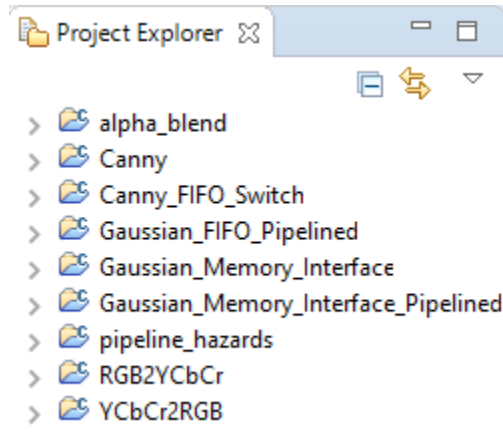 Project Explorer
alpha_blend
Canny
Canny_FIFO_Switch
Gaussian_FIFO_Pipelined
Gaussian_Memory_Interface
Gaussian_Memory_Interface_Pipelined
pipeline_hazards
RGB2YCbCr
YCbCr2RGB